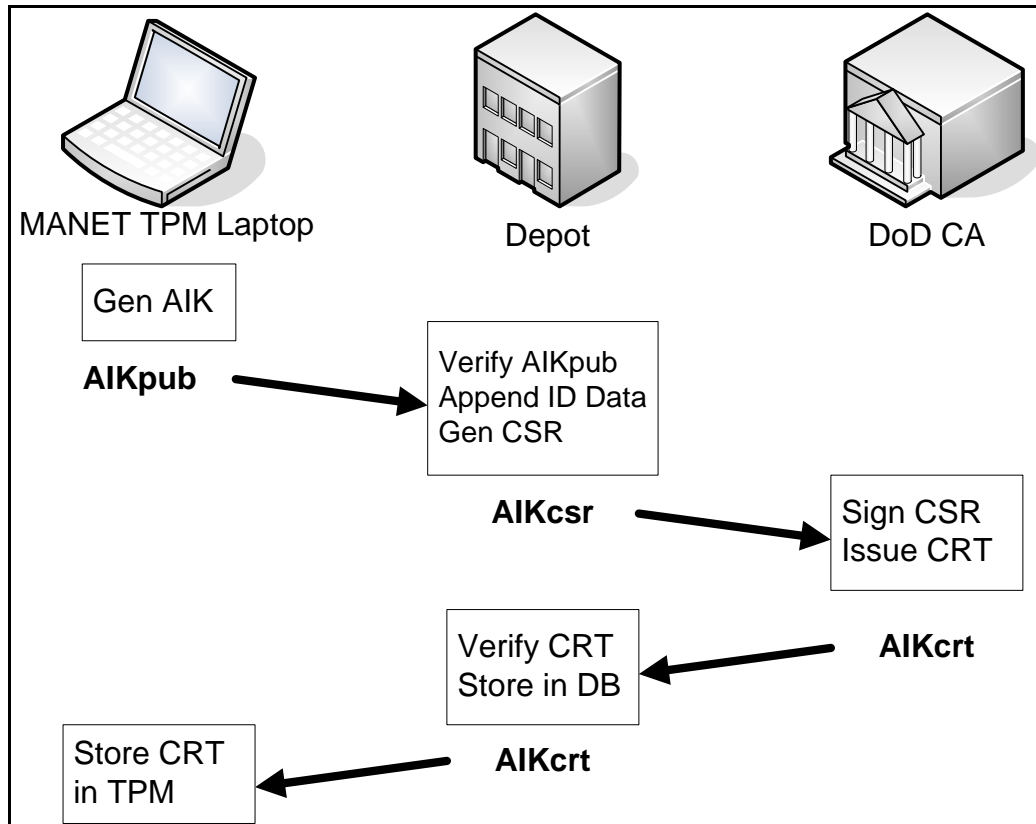 MANET TPM Laptop
Depot
DoD CA
Gen AIK
AIKpub
Verify AIKpub
Append ID Data
Gen CSR
AIKcsr
Sign CSR
Issue CRT
AIKcrt
Verify CRT
Store in DB
AIKcrt
Store CRT
in TPM